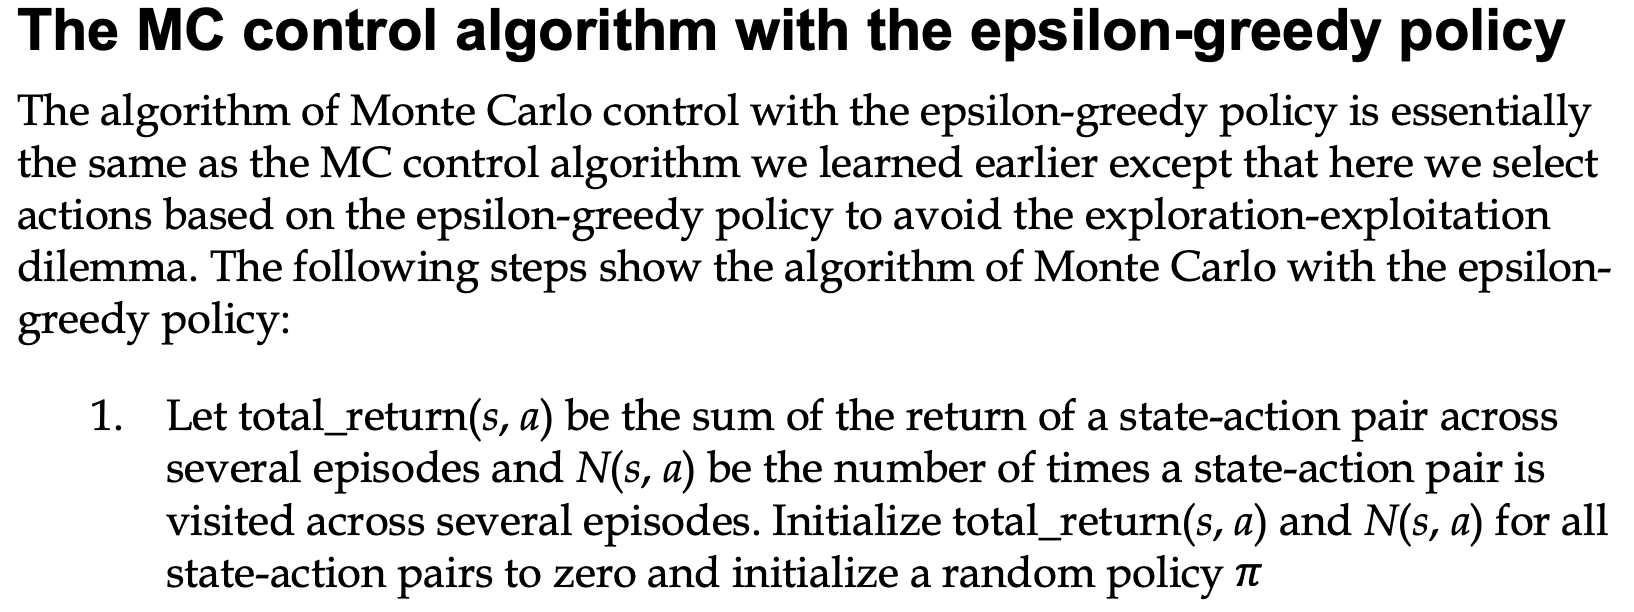 The MC control algorithm with the epsilon-greedy policy
The algorithm of Monte Carlo control with the epsilon-greedy policy is essentially
the same as the MC control algorithm we learned earlier except that here we select
actions based on the epsilon-greedy policy to avoid the exploration-exploitation
dilemma. The following steps show the algorithm of Monte Carlo with the epsilon-
greedy policy:
1. Let total_return(s, a) be the sum of the return of a state-action pair across
several episodes and N(s, a) be the number of times a state-action pair is
visited across several episodes. Initialize total_return(s, a) and N(s, a) for all
state-action pairs to zero and initialize a random policy π